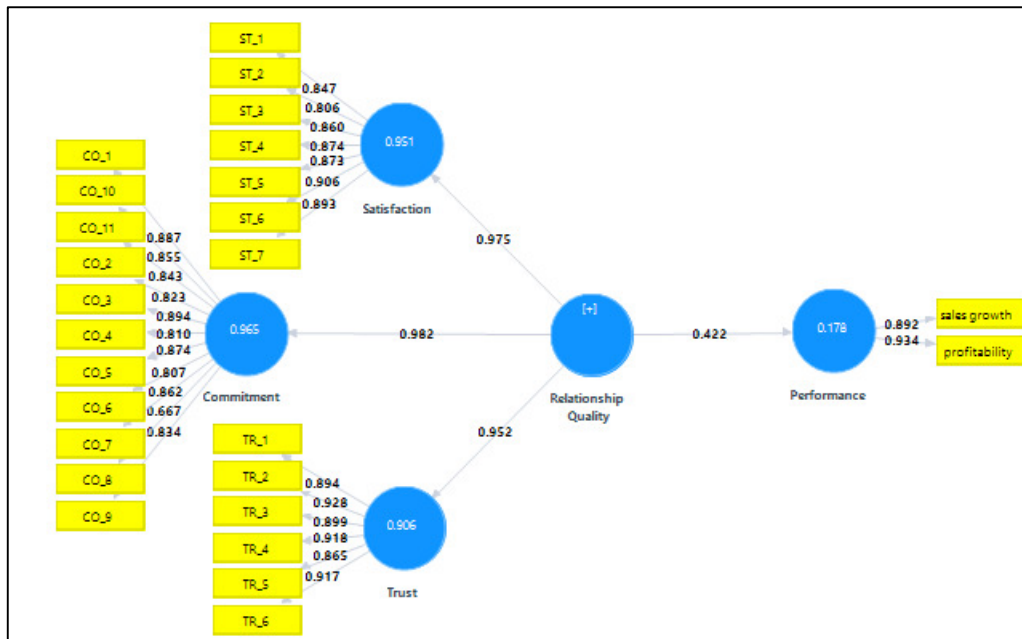 ST_1
ST_2
ST_3
ST_4
ST_5
ST_6
ST_7
0.847
0.806
0.860
0.874
0.873
0.906
0.893
0.951
Satisfaction
CO_1
CO_10
CO_11
CO_2
CO_3
CO_4
CO_5
CO_6
CO_7
CO_8
CO_9
0.887
0.855
0.843
0.823
0.894
0.810
0.874
0.807
0.862
0.667
0.834
0.965
Commitment
0.975
0.982
0.952
[+]
Relationship
Quality
0.422
0.178
Performance
0.892
0.934
sales growth
profitability
TR_1
TR_2
TR_3
TR_4
TR_5
TR_6
0.894
0.928
0.899
0.918
0.865
0.917
0.906
Trust